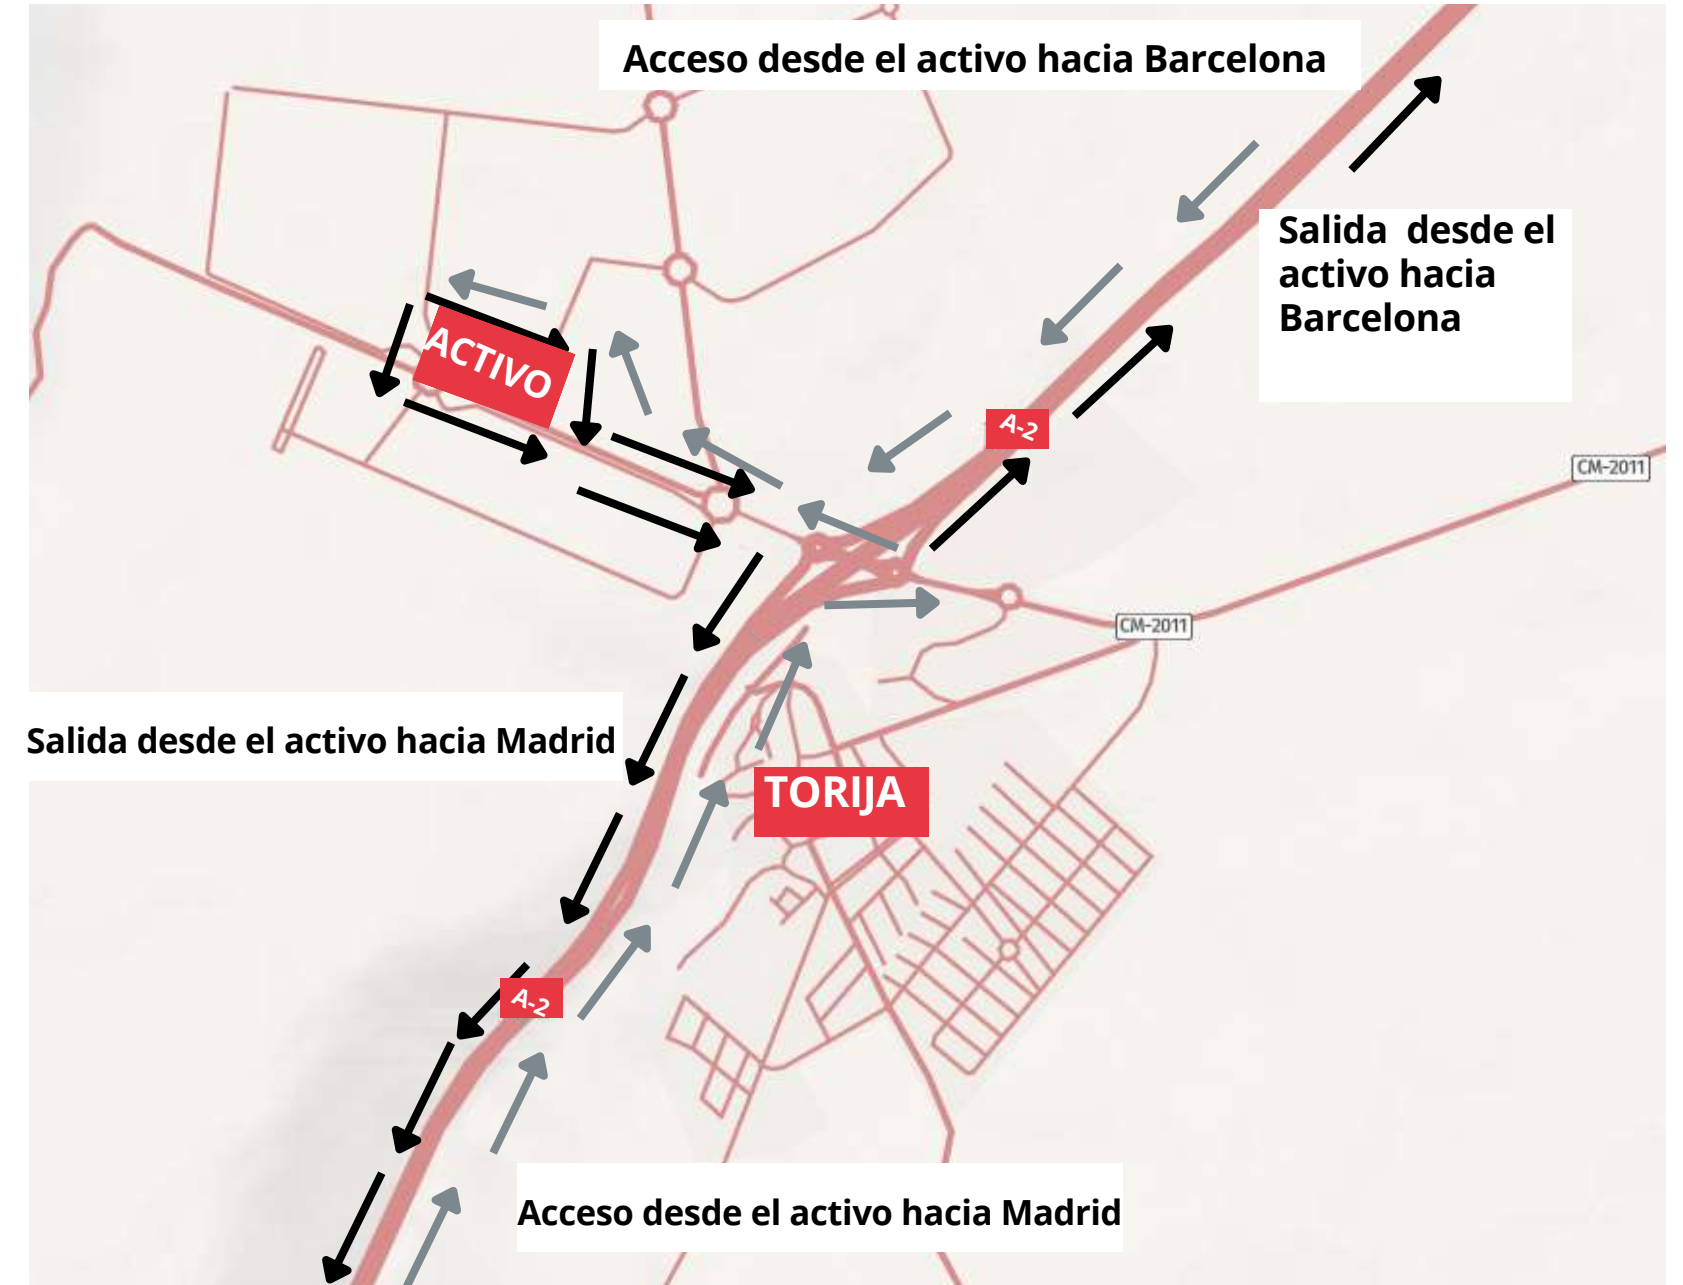 Acceso desde el activo hacia Barcelona
Salida desde el
activo hacia
Barcelona
ACTIVO
A-2
CM-2011
CM-2011
Salida desde el activo hacia Madrid
TORIJA
A-2
Acceso desde el activo hacia Madrid